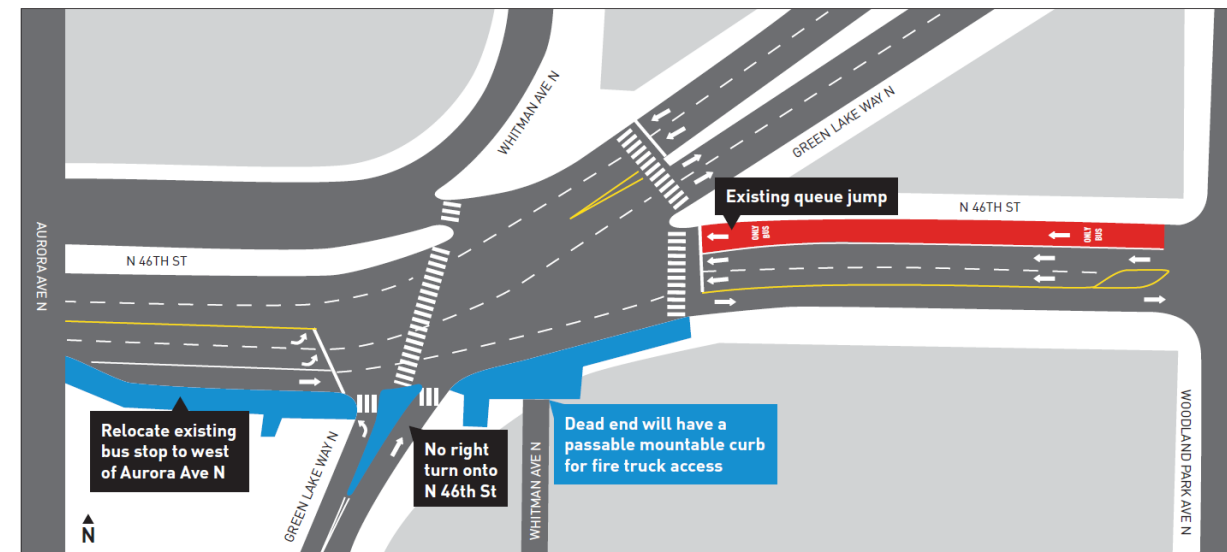 WHITMAN AVE N
GREEN LAKE WAY N
Existing queue jump
N 46TH ST
ONLY
BUS
ONLY
BUS
AURORA AVE N
N 46TH ST
Relocate existing
bus stop to west
of Aurora Ave N
GREEN LAKE WAY N
No right
turn onto
N 46th St
WHITMAN AVE N
Dead end will have a
passable mountable curb
for fire truck access
WOODLAND PARK AVE N
N